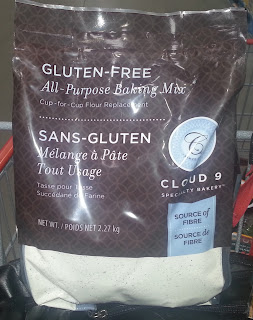 GLUTEN-FREE
All-Purpose Baking Mix
Cup-for-Cup Flour Replacement
SANS-GLUTEN
Mélange à Pâte
Tout Usage
Tasse pour Tasse
Succédané de Farine
NET WT. / POIDS NET 2.27 kg
C
CLOUD 9
SPECIALTY BAKERY
SOURCE of
FIBRE
SOURCE de
FIBRE